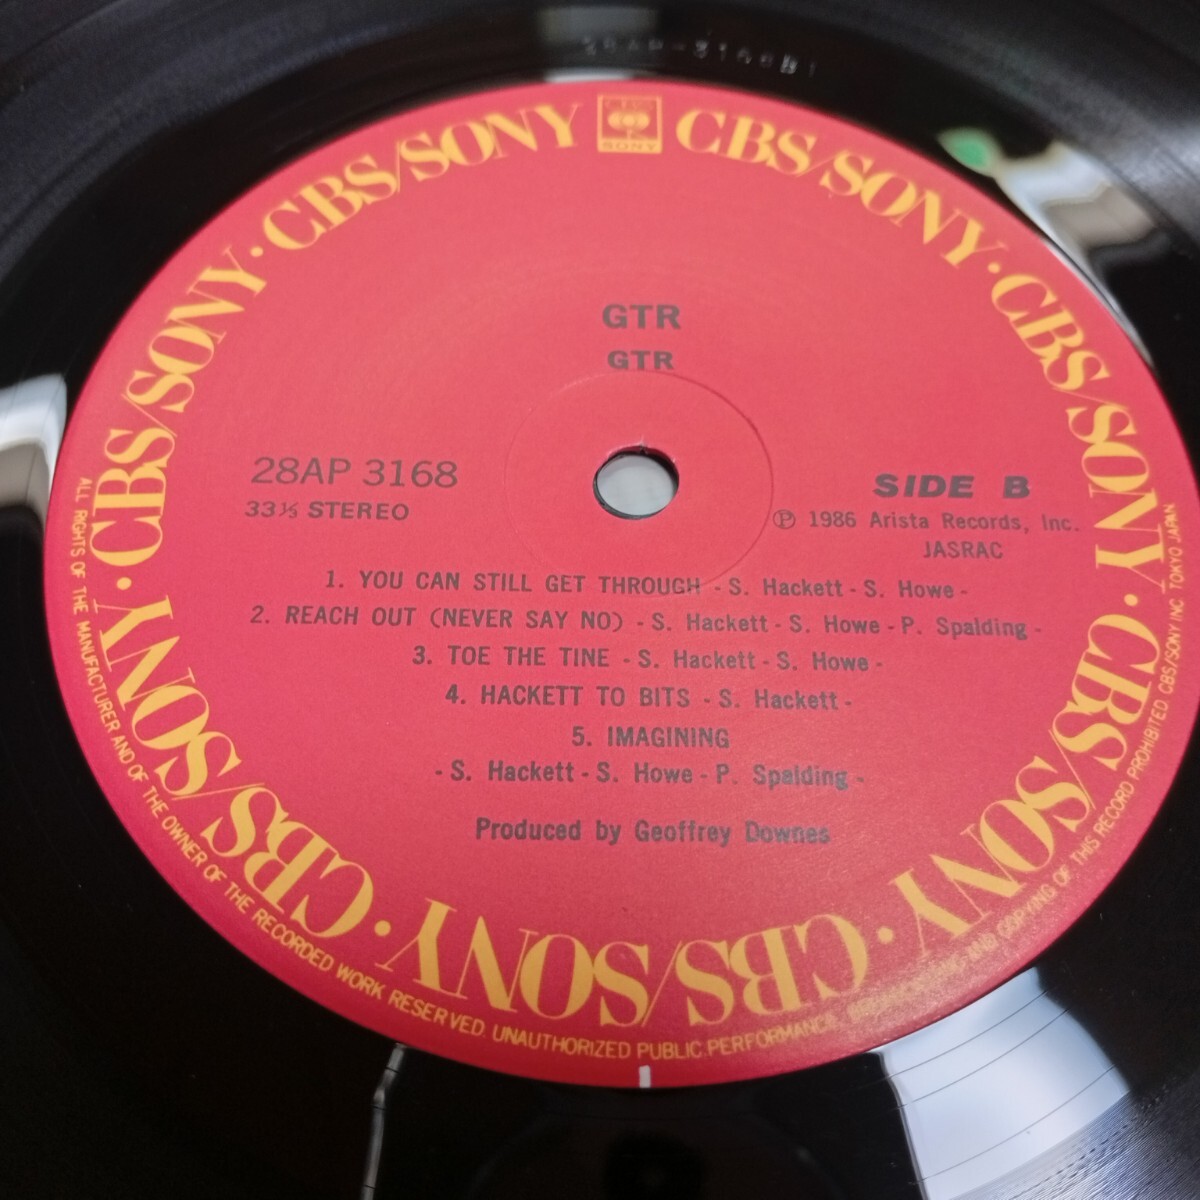 CBS/SONY · CBS/SONY · CBS/SONY · CBS/SONY · CBS/SONY · CBS/SONY · CBS/SONY · CBS/SONY · CBS/SONY
CBS
SONY
GTR
GTR
28AP 3168
33⅓ STEREO
SIDE B
Ⓟ 1986 Arista Records, Inc.
JASRAC
1. YOU CAN STILL GET THROUGH - S. Hackett - S. Howe -
2. REACH OUT (NEVER SAY NO) - S. Hackett - S. Howe - P. Spalding -
3. TOE THE TINE - S. Hackett - S. Howe -
4. HACKETT TO BITS - S. Hackett -
5. IMAGINING
- S. Hackett - S. Howe - P. Spalding -
Produced by Geoffrey Downes
ALL RIGHTS OF THE MANUFACTURER AND OF THE OWNER OF THE RECORDED WORK RESERVED. UNAUTHORIZED PUBLIC PERFORMANCE, AND COPYING OF THIS RECORD PROHIBITED CBS/SONY INC. TOKYO JAPAN